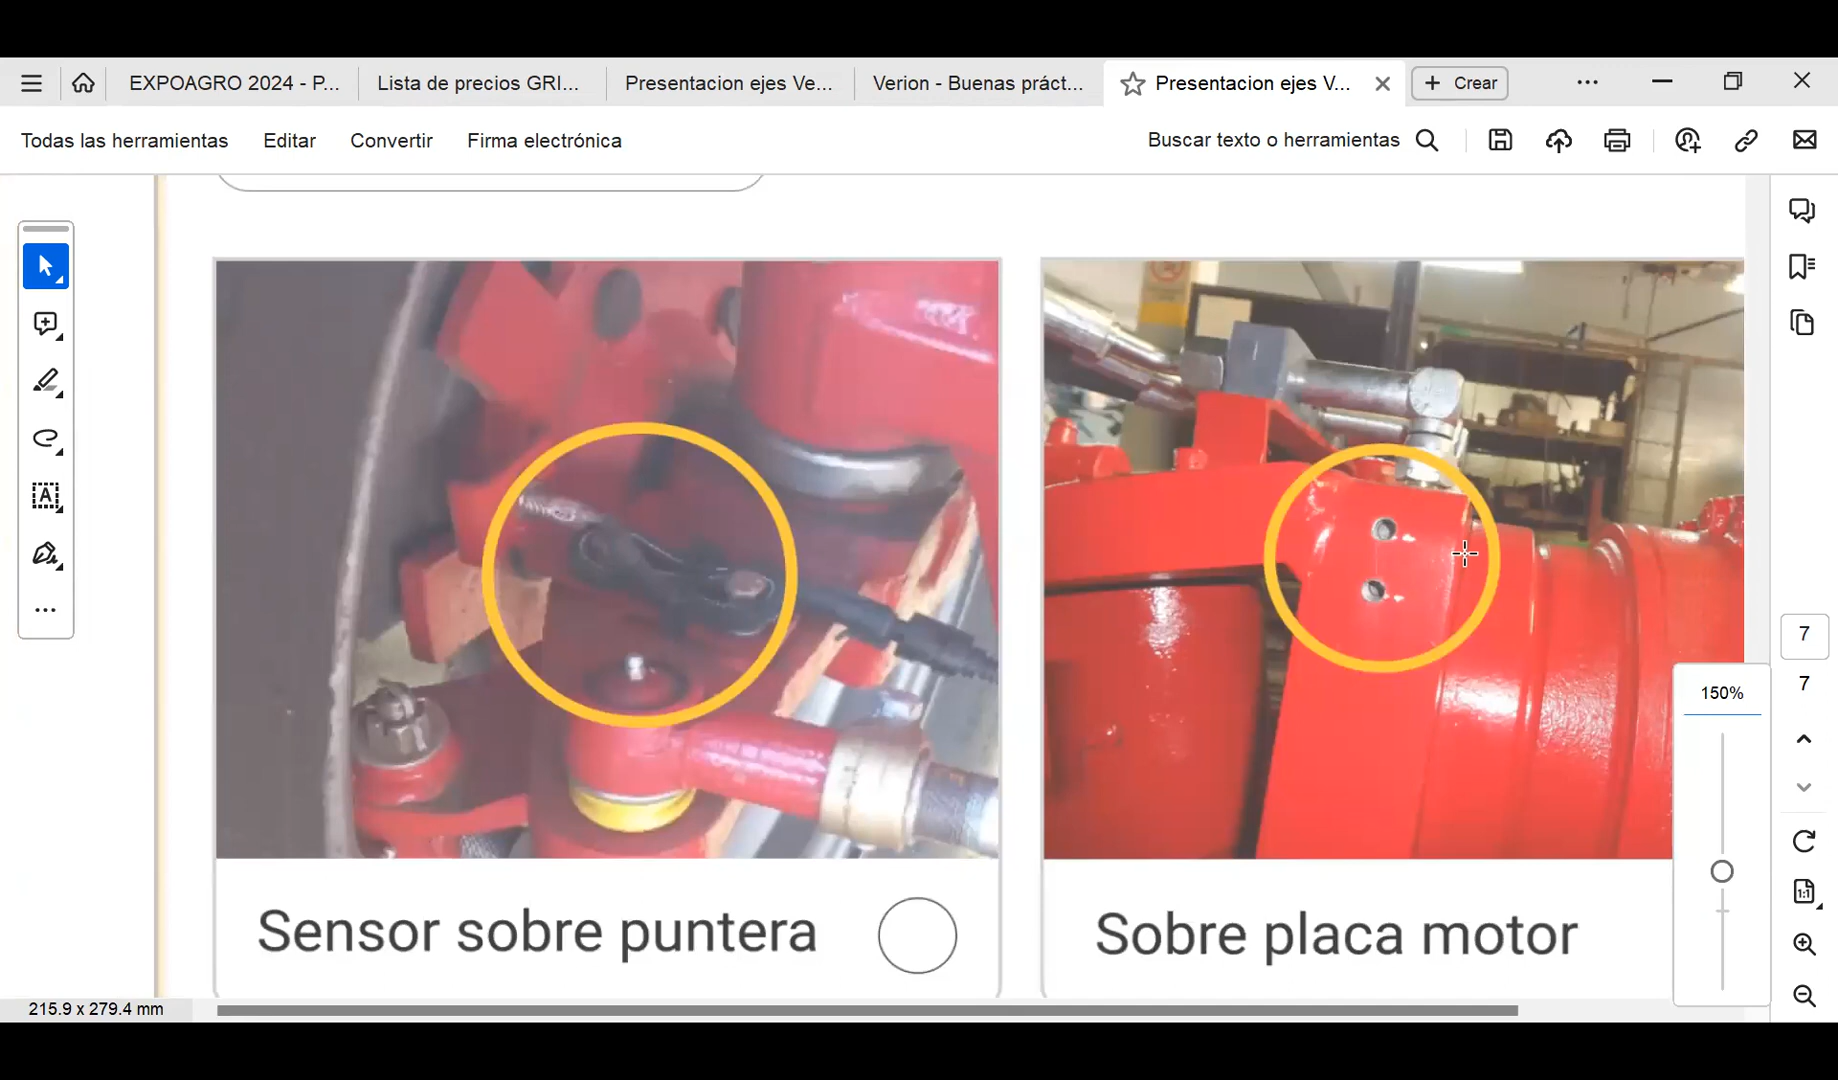 EXPOAGRO 2024 - P...
Lista de precios GRI...
Presentacion ejes Ve...
Verion - Buenas práct...
Presentacion ejes V...
Crear
Todas las herramientas
Editar
Convertir
Firma electrónica
Buscar texto o herramientas
7
7
150%
1:1
Sensor sobre puntera
Sobre placa motor
215.9 x 279.4 mm